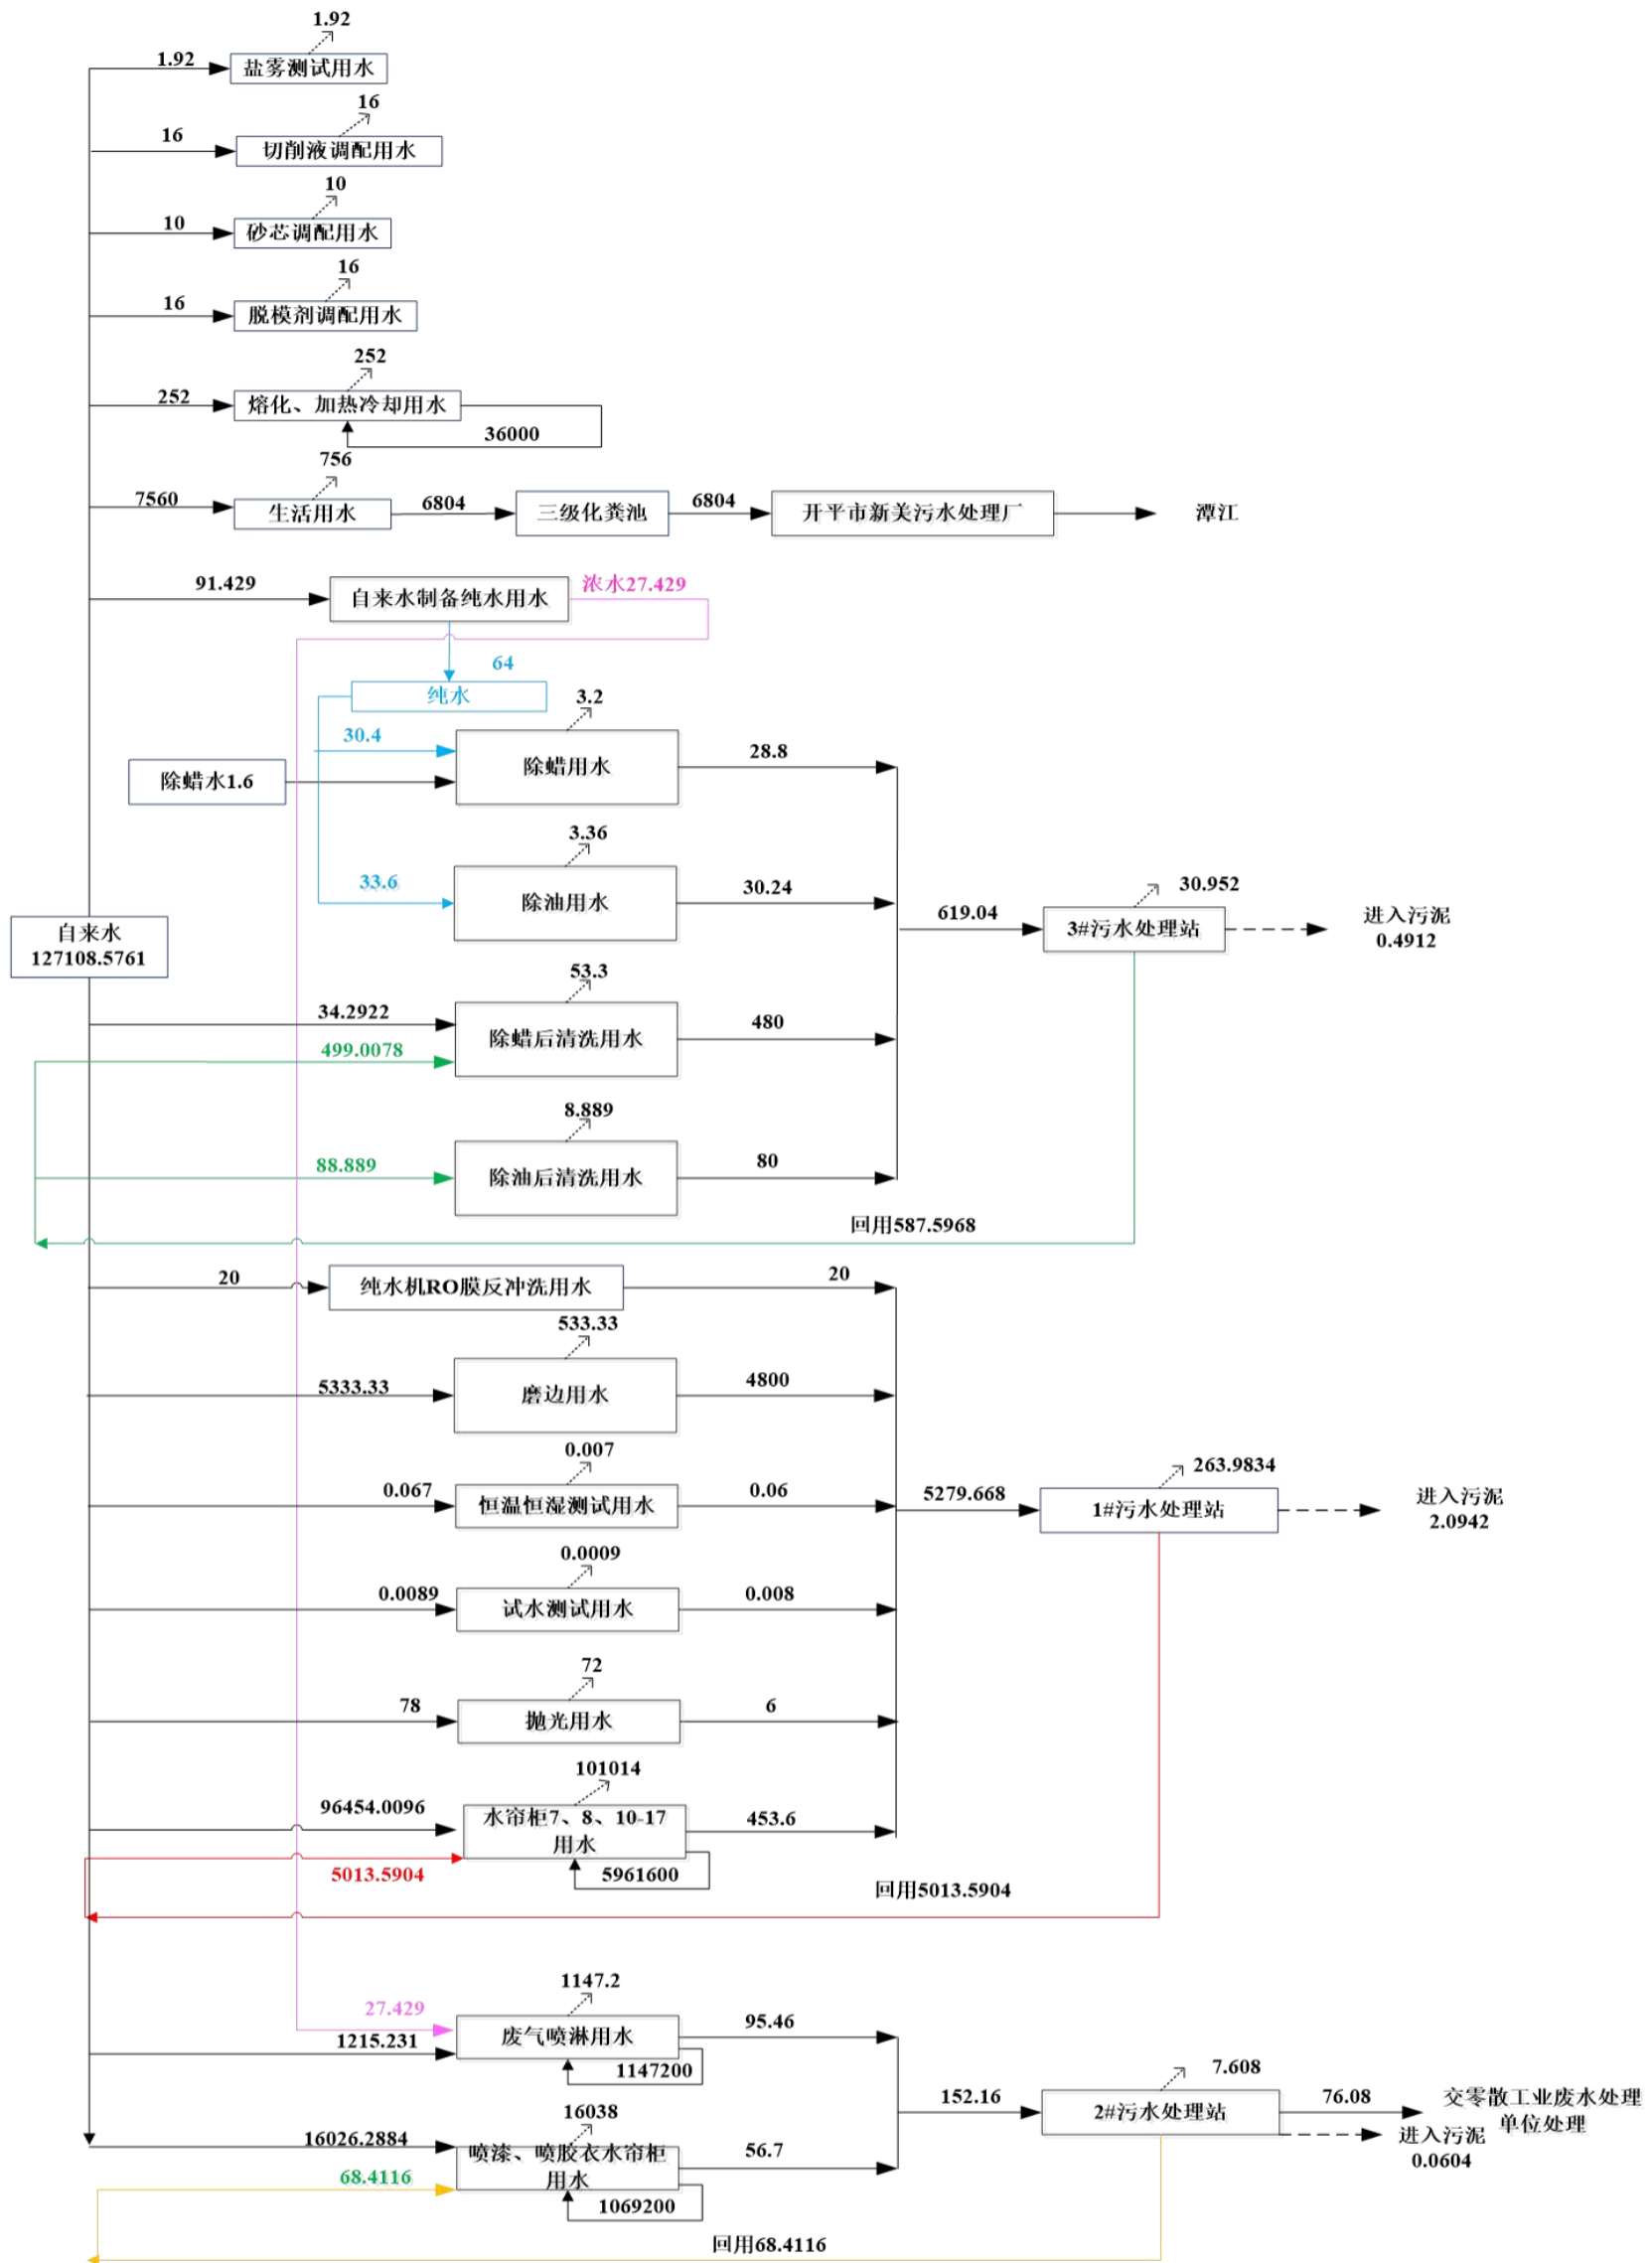 1.92
1.92
盐雾测试用水
16
16
切削液调配用水
10
10
砂芯调配用水
16
16
脱模剂调配用水
252
252
熔化、加热冷却用水
36000
756
7560
生活用水
6804
三级化粪池
6804
开平市新美污水处理厂
潭江
91.429
自来水制备纯水用水
浓水27.429
64
纯水
3.2
30.4
除蜡水1.6
除蜡用水
28.8
3.36
33.6
除油用水
30.24
自来水
127108.5761
619.04
30.952
3#污水处理站
进入污泥
0.4912
53.3
34.2922
499.0078
除蜡后清洗用水
480
8.889
88.889
除油后清洗用水
80
回用587.5968
20
纯水机RO膜反冲洗用水
20
533.33
5333.33
磨边用水
4800
0.007
0.067
恒温恒湿测试用水
0.06
5279.668
263.9834
1#污水处理站
进入污泥
2.0942
0.0009
0.0089
试水测试用水
0.008
72
78
抛光用水
6
101014
96454.0096
水帘柜7、8、10-17
用水
453.6
5013.5904
5961600
回用5013.5904
1147.2
27.429
1215.231
废气喷淋用水
95.46
1147200
152.16
7.608
2#污水处理站
76.08
交零散工业废水处理
单位处理
进入污泥
0.0604
16038
16026.2884
喷漆、喷胶衣水帘柜
用水
56.7
68.4116
1069200
回用68.4116